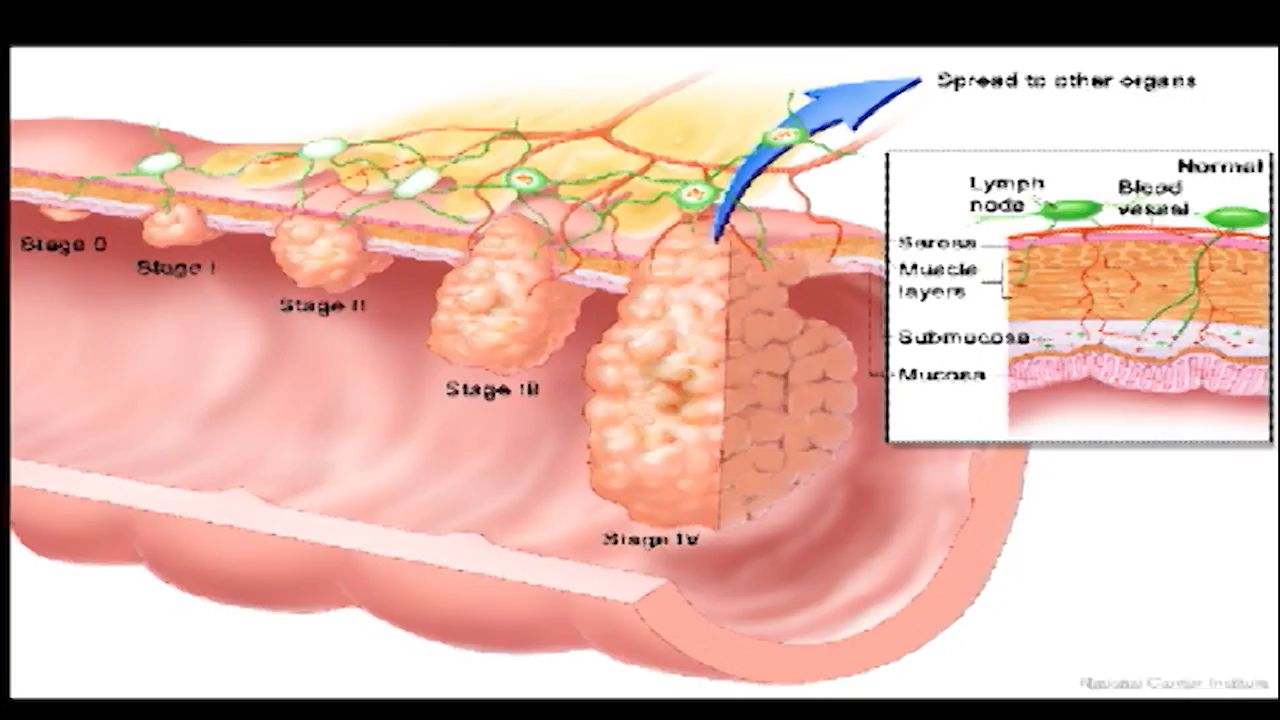 Spread to other organs
Normal
Lymph
node
Blood
vessel
Serosa
Muscle
layers
Submucosa
Mucosa
Stage 0
Stage I
Stage II
Stage III
Stage IV
National Cancer Institute